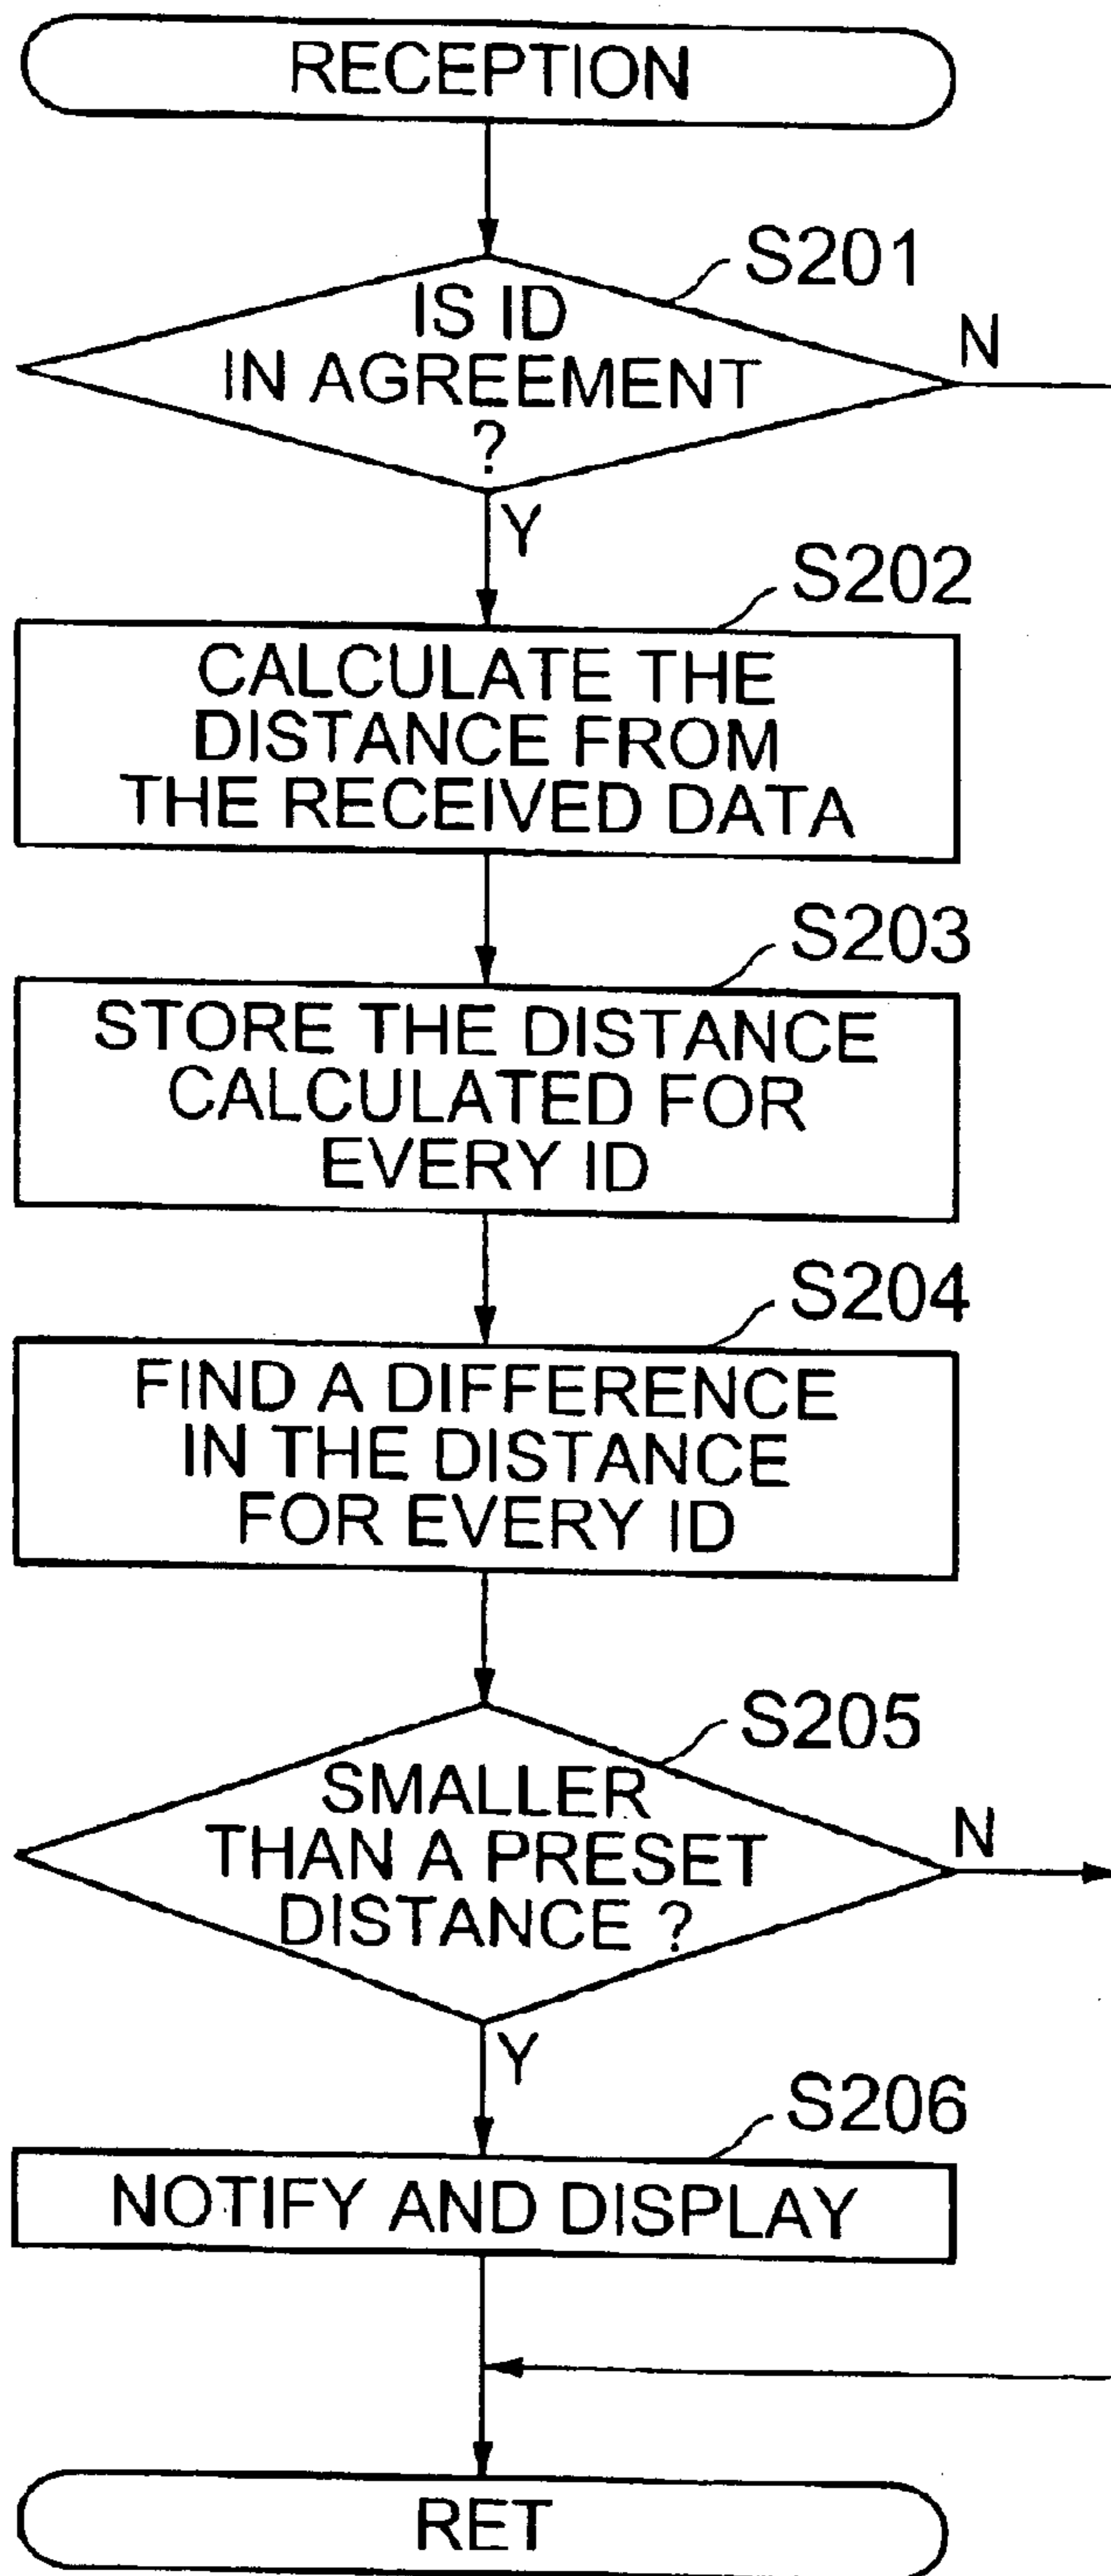 RECEPTION
S201
IS ID
IN AGREEMENT
?
N
Y
S202
CALCULATE THE
DISTANCE FROM
THE RECEIVED DATA
S203
STORE THE DISTANCE
CALCULATED FOR
EVERY ID
S204
FIND A DIFFERENCE
IN THE DISTANCE
FOR EVERY ID
S205
SMALLER
THAN A PRESET
DISTANCE ?
N
Y
S206
NOTIFY AND DISPLAY
RET